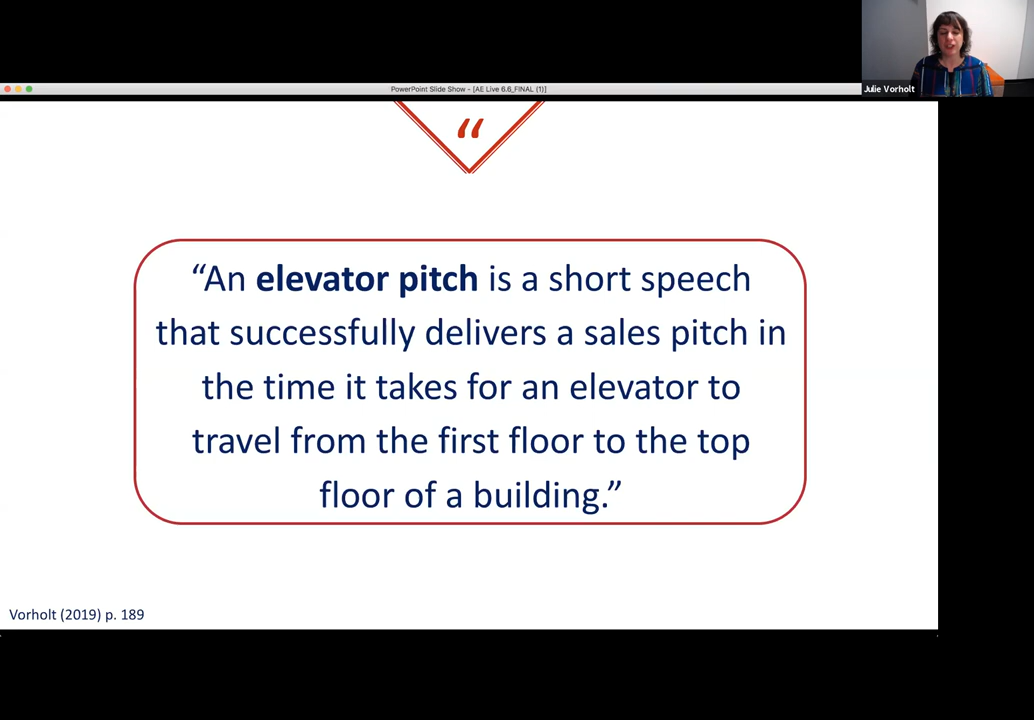 Julie Vorholt
PowerPoint Slide Show - [AE Live 6.6_FINAL (1)]
“
“An elevator pitch is a short speech
that successfully delivers a sales pitch in
the time it takes for an elevator to
travel from the first floor to the top
floor of a building.”
Vorholt (2019) p. 189